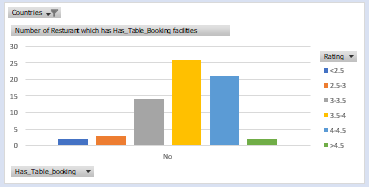 Countries
Number of Resturant which has Has_Table_Booking facilities
30
25
20
15
10
5
0
No
Rating
<2.5
2.5-3
3-3.5
3.5-4
4-4.5
>4.5
Has_Table_booking